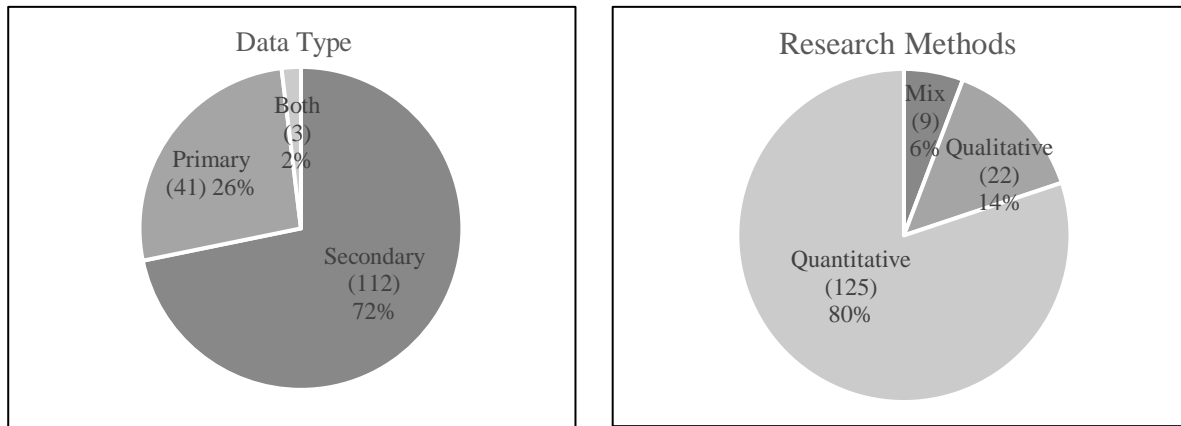 Data Type
Both
(3)
2%
Primary
(41) 26%
Secondary
(112)
72%
Research Methods
Mix
(9)
6%
Qualitative
(22)
14%
Quantitative
(125)
80%